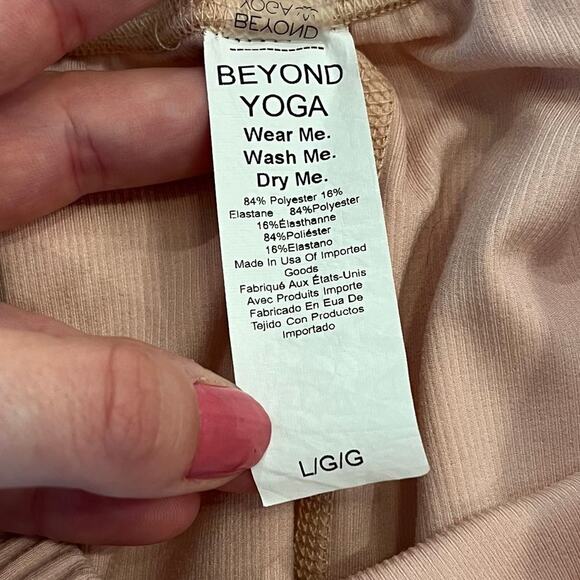 BEYOND
YOGA
BEYOND
YOGA
Wear Me.
Wash Me.
Dry Me.
84% Polyester 16%
Elastane 84%Polyester
16%Élasthanne
84%Poliéster
16%Elastano
Made In Usa Of Imported
Goods
Fabriqué Aux États-Unis
Avec Produits Importe
Fabricado En Eua De
Tejido Con Productos
Importado
L/G/G